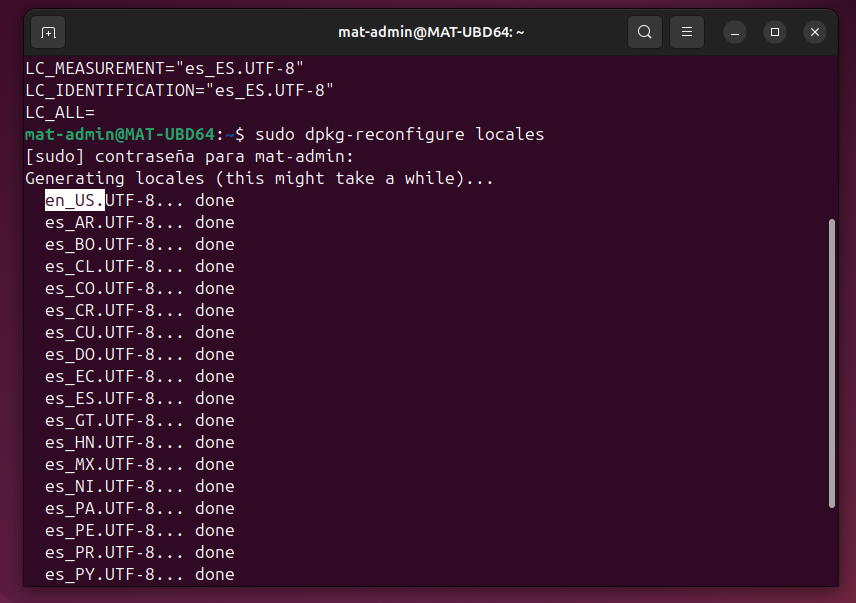 mat-admin@MAT-UBD64: ~
LC_MEASUREMENT="es_ES.UTF-8"
LC_IDENTIFICATION="es_ES.UTF-8"
LC_ALL=
mat-admin@MAT-UBD64:~$ sudo dpkg-reconfigure locales
[sudo] contraseña para mat-admin:
Generating locales (this might take a while)...
  en_US.UTF-8... done
  es_AR.UTF-8... done
  es_BO.UTF-8... done
  es_CL.UTF-8... done
  es_CO.UTF-8... done
  es_CR.UTF-8... done
  es_CU.UTF-8... done
  es_DO.UTF-8... done
  es_EC.UTF-8... done
  es_ES.UTF-8... done
  es_GT.UTF-8... done
  es_HN.UTF-8... done
  es_MX.UTF-8... done
  es_NI.UTF-8... done
  es_PA.UTF-8... done
  es_PE.UTF-8... done
  es_PR.UTF-8... done
  es_PY.UTF-8... done